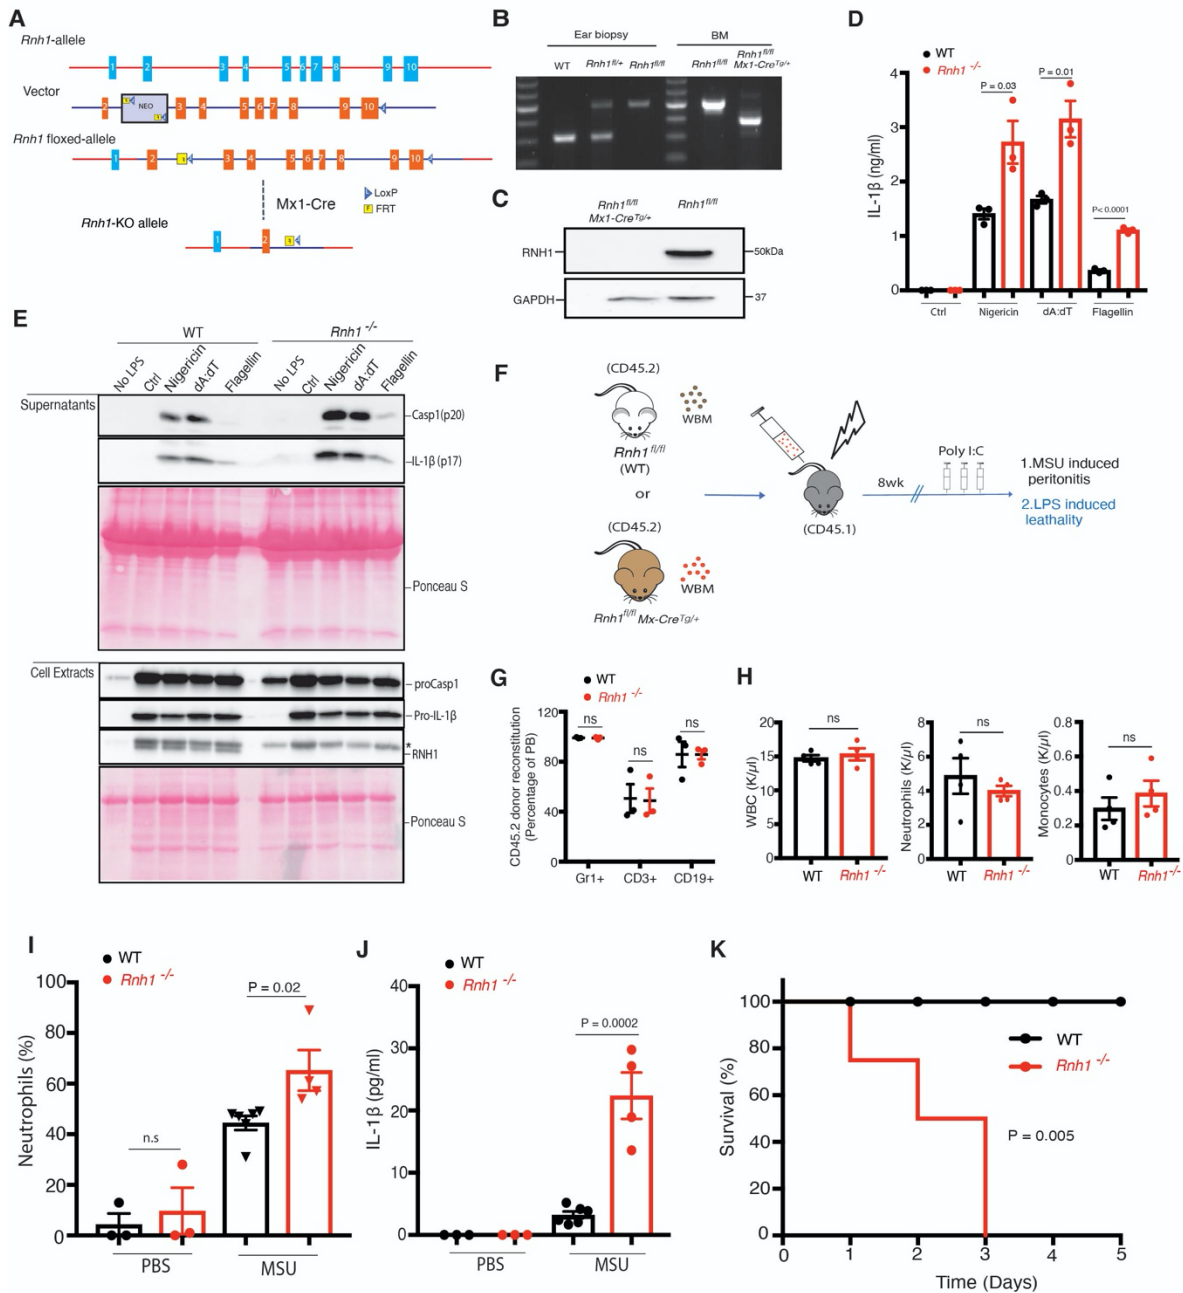 A
Rnh1-allele
1 2 3 4 5 6 7 8 9 10
Vector
2 NEO 3 4 5 6 7 8 9 10
Rnh1 floxed-allele
1 2 3 4 5 6 7 8 9 10
Mx1-Cre
LoxP
F FRT
Rnh1-KO allele
1 2
B
Ear biopsy BM
WT Rnh1fl/+ Rnh1fl/fl Rnh1fl/fl Rnh1fl/fl
Mx1-CreTg/+
C
Rnh1fl/fl Rnh1fl/fl
Mx1-CreTg/+
RNH1 50kDa
GAPDH 37
D
WT
Rnh1 -/-
IL-1β (ng/ml)
4
3
2
1
0
P = 0.03
P = 0.01
P< 0.0001
Ctrl Nigericin dA:dT Flagellin
E
WT Rnh1 -/-
No LPS Ctrl Nigericin dA:dT Flagellin No LPS Ctrl Nigericin dA:dT Flagellin
Supernatants
Casp1(p20)
IL-1β (p17)
Ponceau S
Cell Extracts
proCasp1
Pro-IL-1β
*
RNH1
Ponceau S
F
(CD45.2)
WBM
Rnh1 fl/fl
(WT)
or
(CD45.2)
WBM
Rnh1fl/fl Mx-CreTg/+
(CD45.1)
8wk
Poly I:C
1.MSU induced
peritonitis
2.LPS induced
leathality
G
WT
Rnh1 -/-
CD45.2 donor reconstitution
(Percentage of PB)
120
80
40
0
ns ns ns
Gr1+ CD3+ CD19+
H
WBC (K/µl)
20
15
10
5
0
ns
WT Rnh1 -/-
Neutrophils (K/µl)
10
8
6
4
2
0
ns
WT Rnh1 -/-
Monocytes (K/µl)
0.8
0.6
0.4
0.2
0
ns
WT Rnh1 -/-
I
WT
Rnh1 -/-
Neutrophils (%)
100
80
60
40
20
0
n.s
P = 0.02
PBS MSU
J
WT
Rnh1 -/-
IL-1β (pg/ml)
40
30
20
10
0
P = 0.0002
PBS MSU
K
Survival (%)
100
80
60
40
20
0
WT
Rnh1 -/-
P = 0.005
0 1 2 3 4 5
Time (Days)